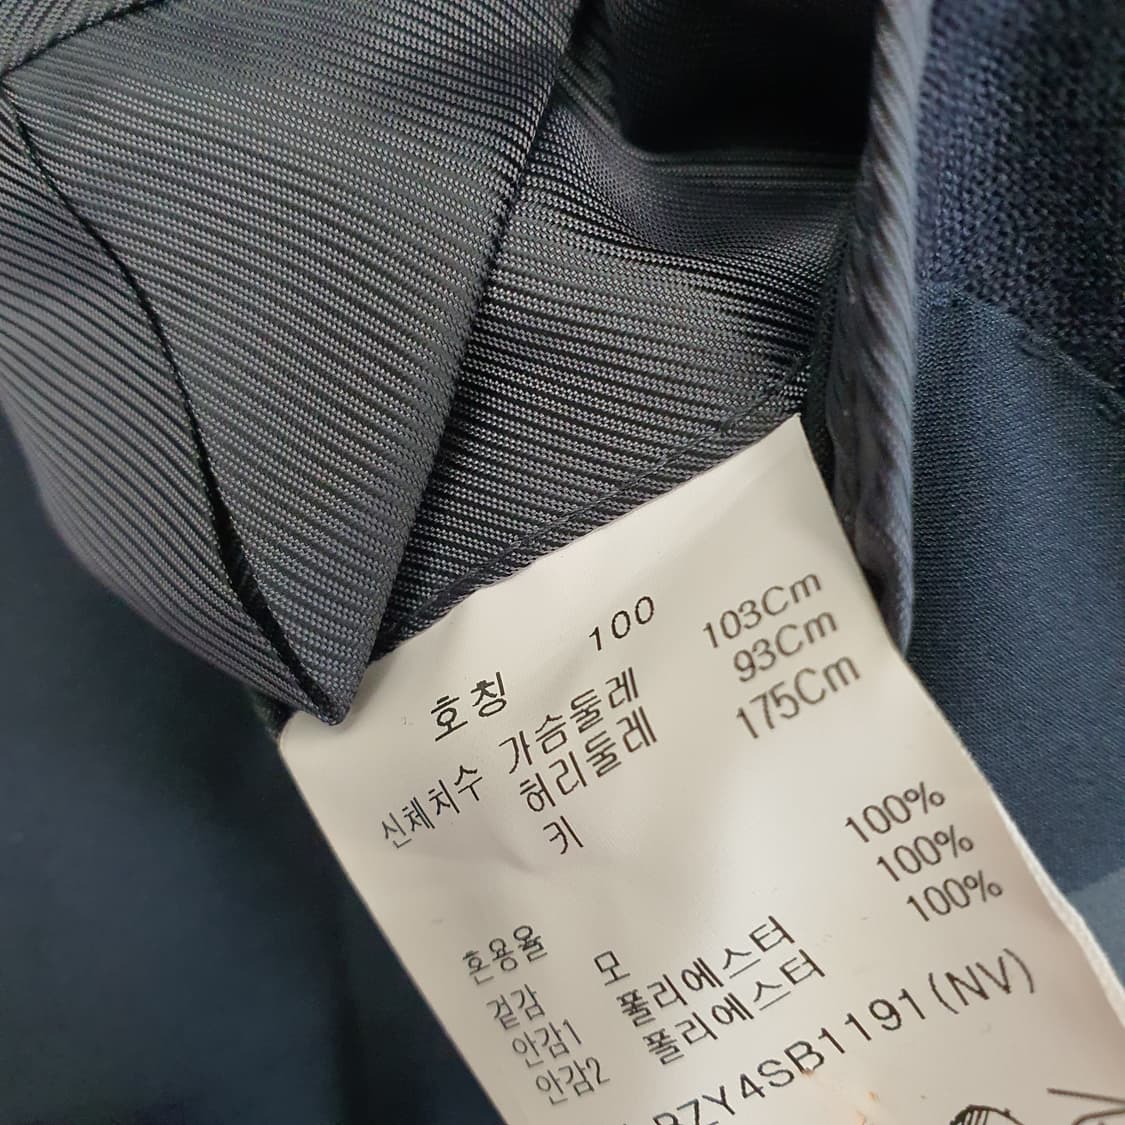 호칭 100
신체치수 가슴둘레 103Cm
허리둘레 93Cm
키 175Cm
혼용율
겉감 모 100%
안감1 폴리에스터 100%
안감2 폴리에스터 100%
BZY4SB1191(NV)